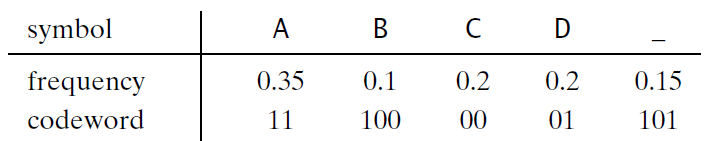 symbol A B C D _
frequency 0.35 0.1 0.2 0.2 0.15
codeword 11 100 00 01 101